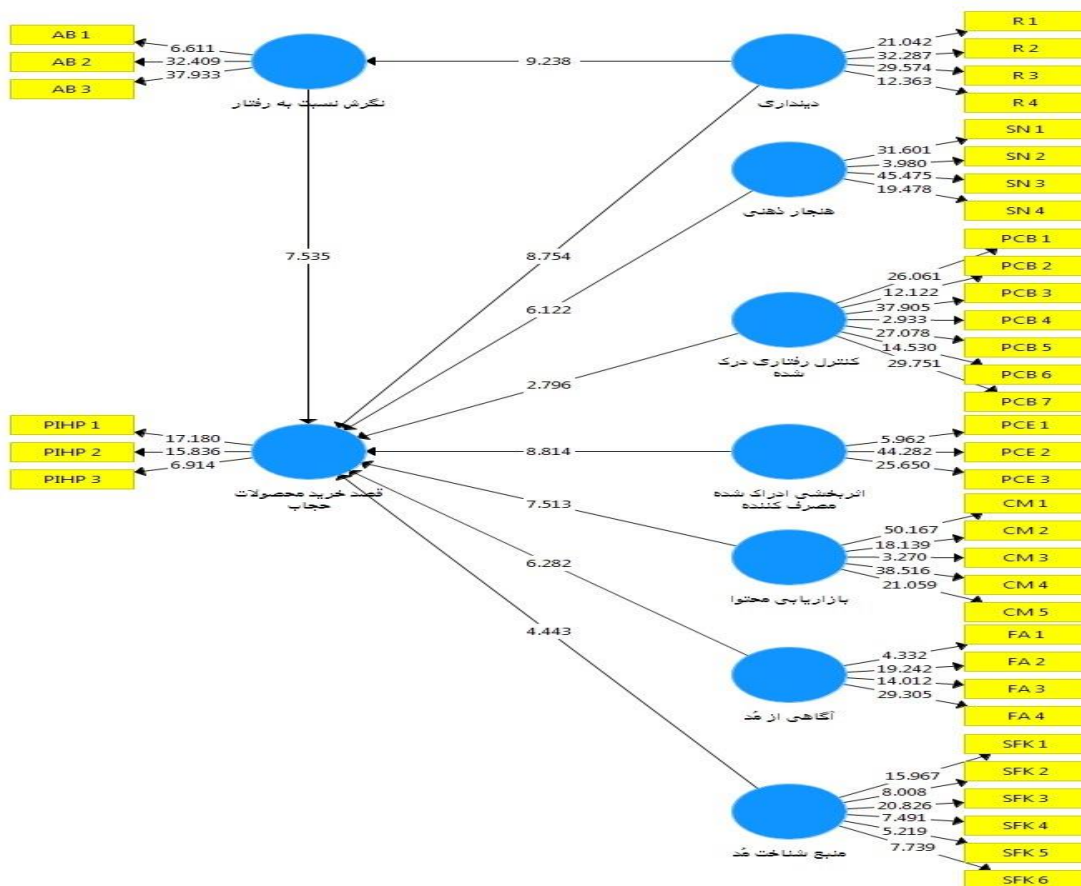 AB 1
AB 2
AB 3
6.611
32.409
37.933
نگرش نسبت به رفتار
9.238
دینداری
21.042
32.287
29.574
12.363
R 1
R 2
R 3
R 4
هنجار ذهنی
31.601
3.980
45.475
19.478
SN 1
SN 2
SN 3
SN 4
7.535
8.754
6.122
2.796
کنترل رفتاری درک
شده
26.061
12.122
37.905
2.933
27.078
14.530
29.751
PCB 1
PCB 2
PCB 3
PCB 4
PCB 5
PCB 6
PCB 7
PIHP 1
PIHP 2
PIHP 3
17.180
15.836
6.914
قصد خرید محصولات
حجاب
8.814
اثربخشی ادراک شده
مصرف کننده
5.962
44.282
25.650
PCE 1
PCE 2
PCE 3
7.513
بازاریابی محتوا
50.167
18.139
3.270
38.516
21.059
CM 1
CM 2
CM 3
CM 4
CM 5
6.282
آگاهی از مُد
4.332
19.242
14.012
29.305
FA 1
FA 2
FA 3
FA 4
4.443
منبع شناخت مُد
15.967
8.008
20.826
7.491
5.219
7.739
SFK 1
SFK 2
SFK 3
SFK 4
SFK 5
SFK 6